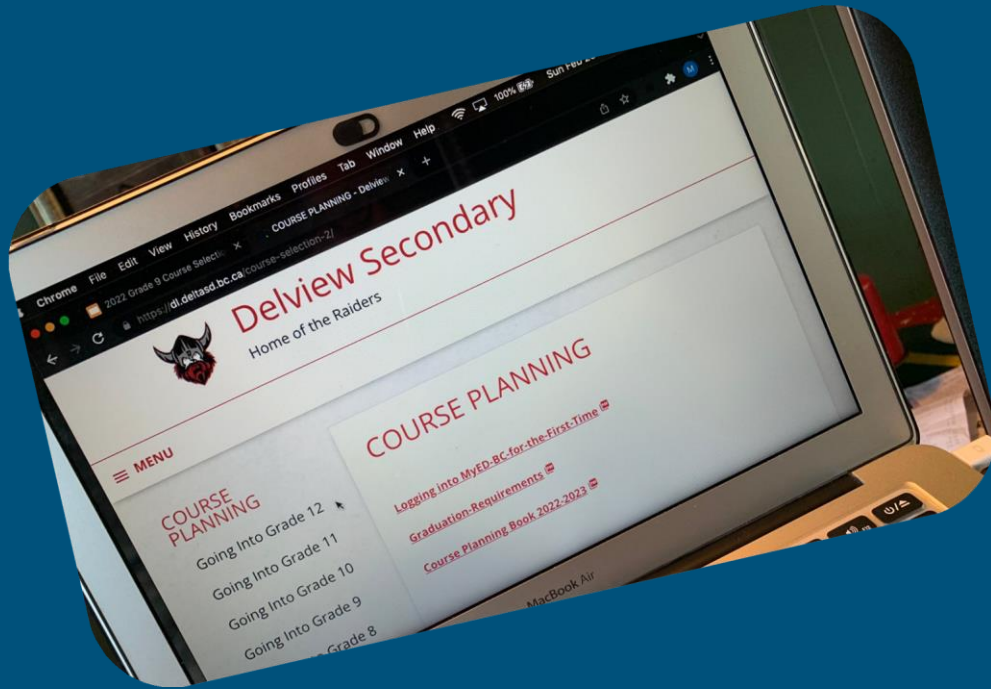 Chrome File Edit View History Bookmarks Profiles Tab Window Help 100% Sun Feb
2022 Grade 9 Course Selectio × COURSE PLANNING - Delview × +
https://dl.deltasd.bc.ca/course-selection-2/
M
Delview Secondary
Home of the Raiders
MENU
COURSE PLANNING
Logging into MyED-BC-for-the-First-Time
Graduation-Requirements
Course Planning Book 2022-2023
COURSE
PLANNING
Going Into Grade 12
Going Into Grade 11
Going Into Grade 10
Going Into Grade 9
Grade 8
MacBook Air